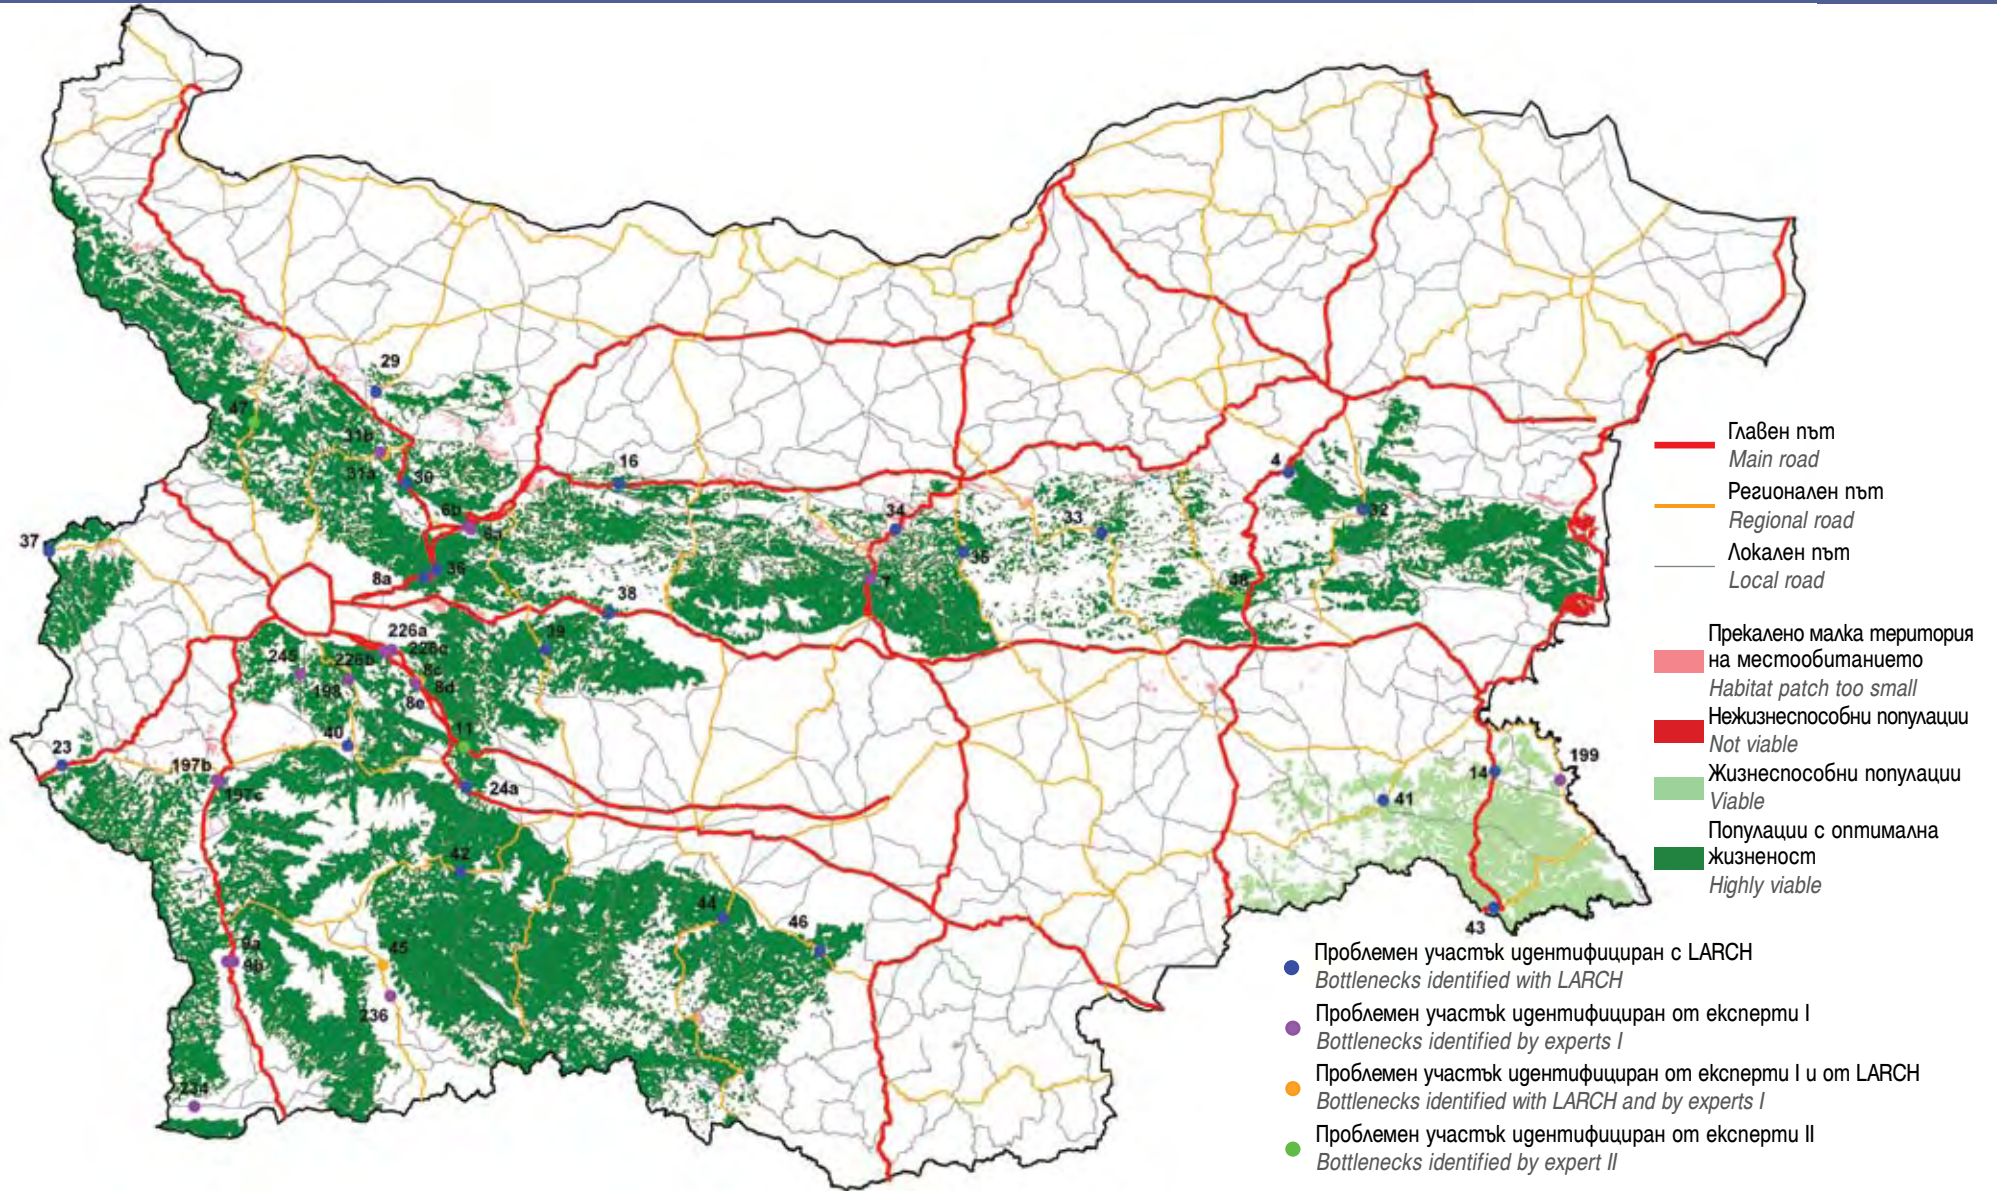 29
47
31b
31a
30
16
4
6b
6a
34
33
32
37
35
36
8a
7
48
38
226a
39
226c
226b
245
8c
198
8d
8e
11
40
23
197b
199
14
24a
197c
41
42
44
46
43
9a
9b
45
236
234
Главен път
Main road
Регионален път
Regional road
Локален път
Local road
Прекалено малка територия
на местообитанието
Habitat patch too small
Нежизнеспособни популации
Not viable
Жизнеспособни популации
Viable
Популации с оптимална
жизненост
Highly viable
Проблемен участък идентифициран с LARCH
Bottlenecks identified with LARCH
Проблемен участък идентифициран от експерти I
Bottlenecks identified by experts I
Проблемен участък идентифициран от експерти I и от LARCH
Bottlenecks identified with LARCH and by experts I
Проблемен участък идентифициран от експерти II
Bottlenecks identified by expert II